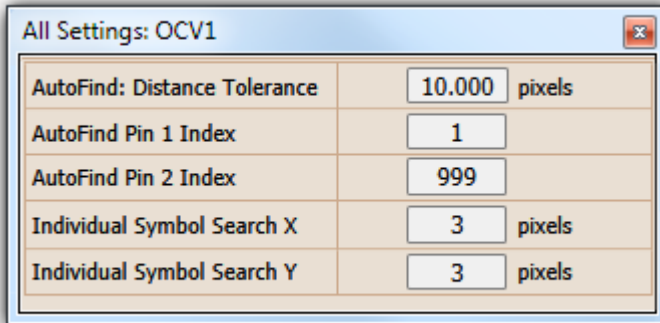 All Settings: OCV1
AutoFind: Distance Tolerance 10.000 pixels
AutoFind Pin 1 Index 1
AutoFind Pin 2 Index 999
Individual Symbol Search X 3 pixels
Individual Symbol Search Y 3 pixels